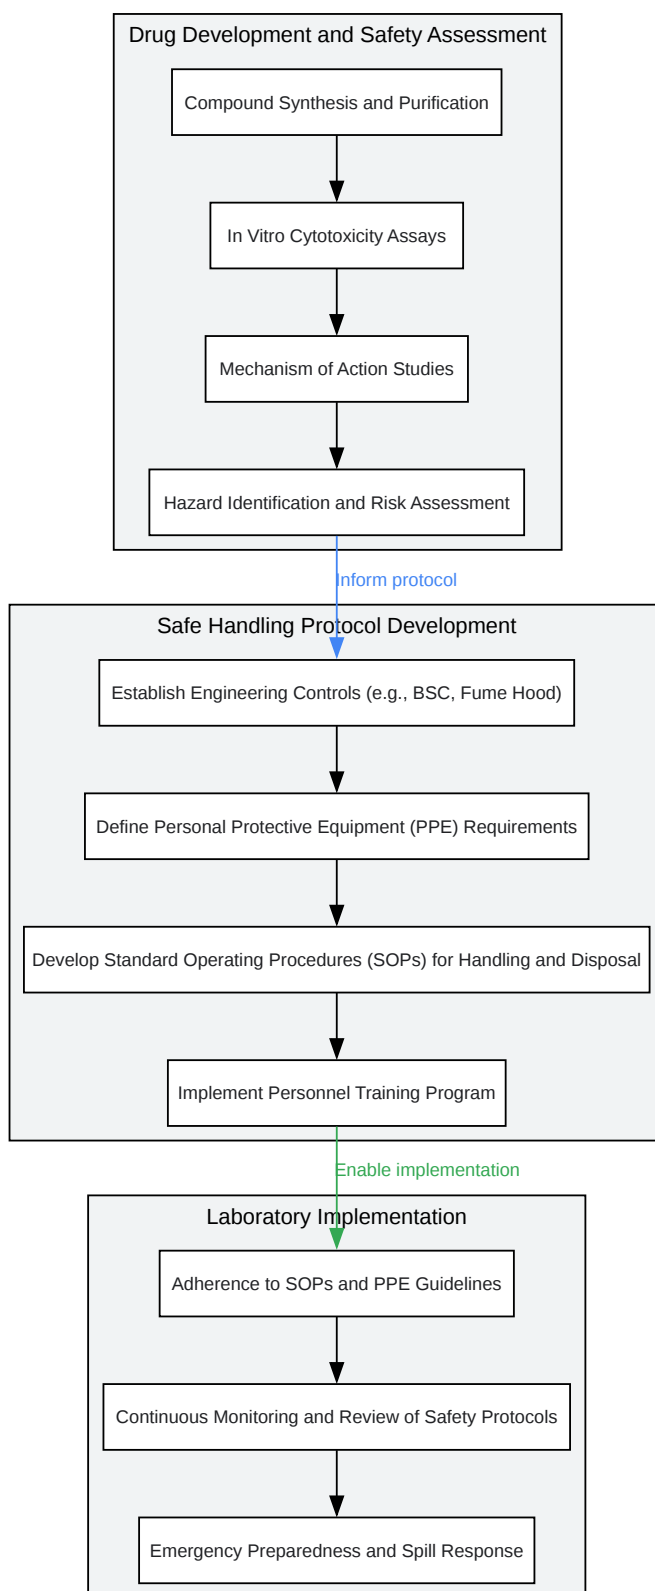 Drug Development and Safety Assessment
Compound Synthesis and Purification
In Vitro Cytotoxicity Assays
Mechanism of Action Studies
Hazard Identification and Risk Assessment
Inform protocol
Safe Handling Protocol Development
Establish Engineering Controls (e.g., BSC, Fume Hood)
Define Personal Protective Equipment (PPE) Requirements
Develop Standard Operating Procedures (SOPs) for Handling and Disposal
Implement Personnel Training Program
Enable implementation
Laboratory Implementation
Adherence to SOPs and PPE Guidelines
Continuous Monitoring and Review of Safety Protocols
Emergency Preparedness and Spill Response